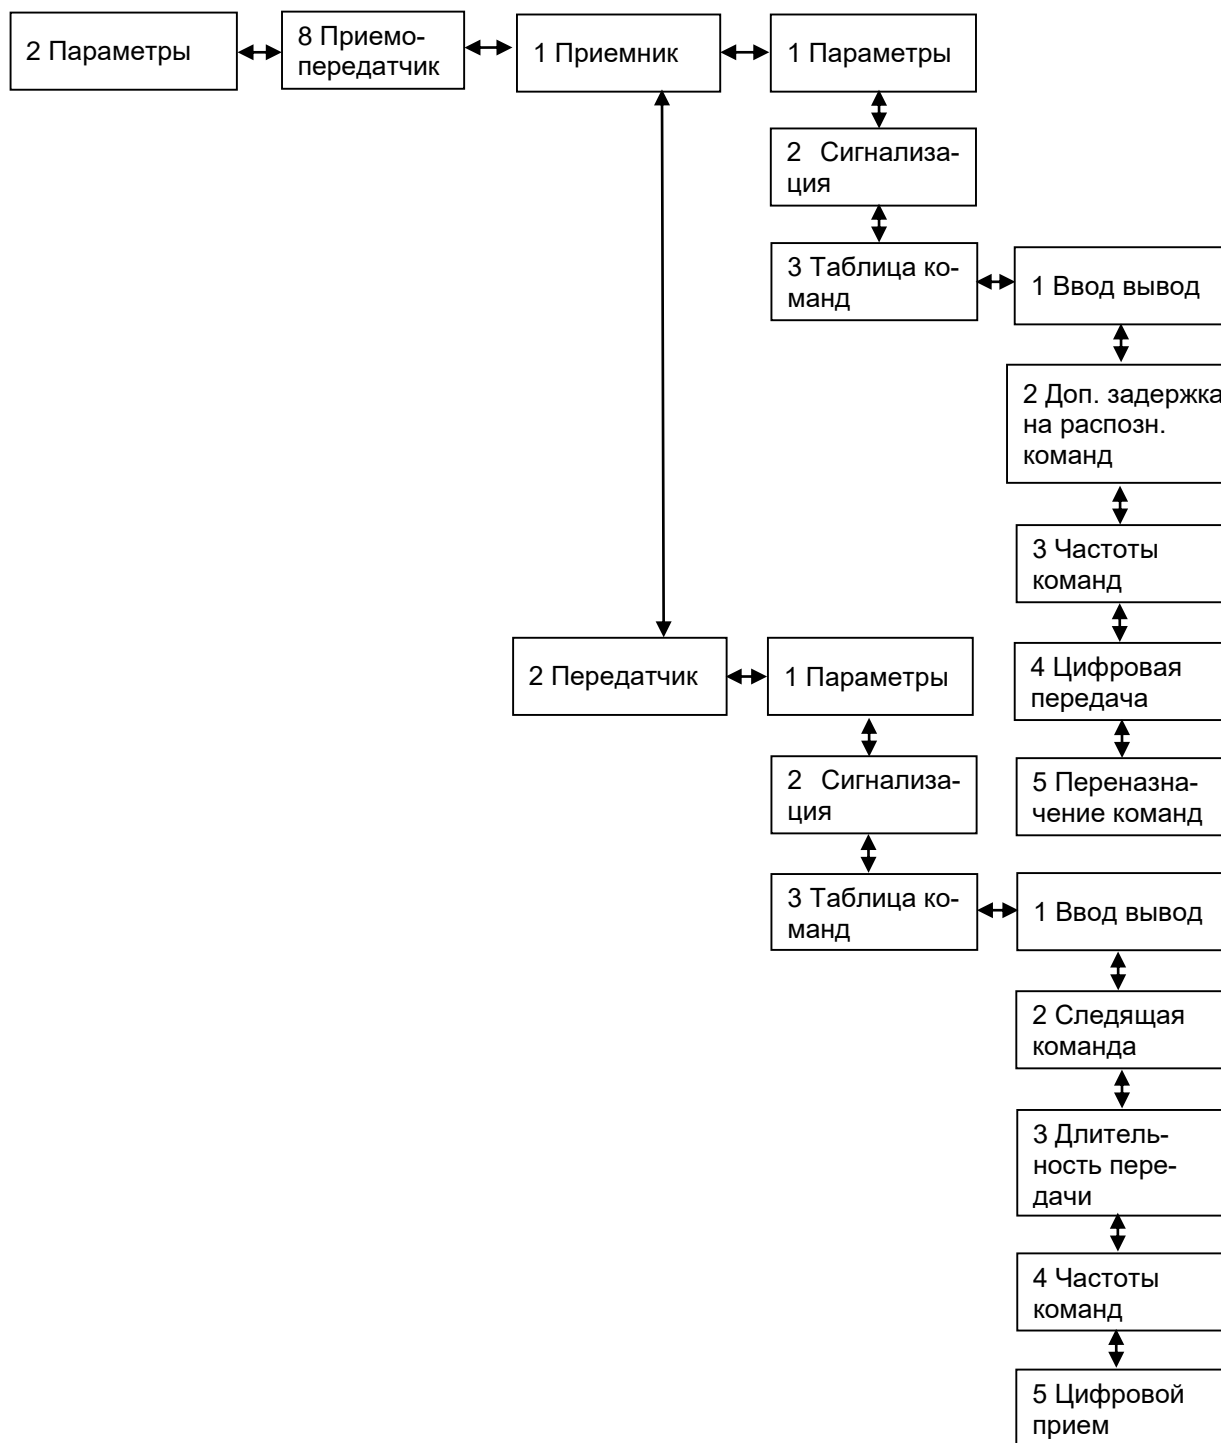 2 Параметры
8 Приемо-
передатчик
1 Приемник
1 Параметры
2 Сигнализа-
ция
3 Таблица ко-
манд
1 Ввод вывод
2 Доп. задержка
на распозн.
команд
3 Частоты
команд
4 Цифровая
передача
5 Переназна-
чение команд
2 Передатчик
1 Параметры
2 Сигнализа-
ция
3 Таблица ко-
манд
1 Ввод вывод
2 Следящая
команда
3 Длитель-
ность пере-
дачи
4 Частоты
команд
5 Цифровой
прием